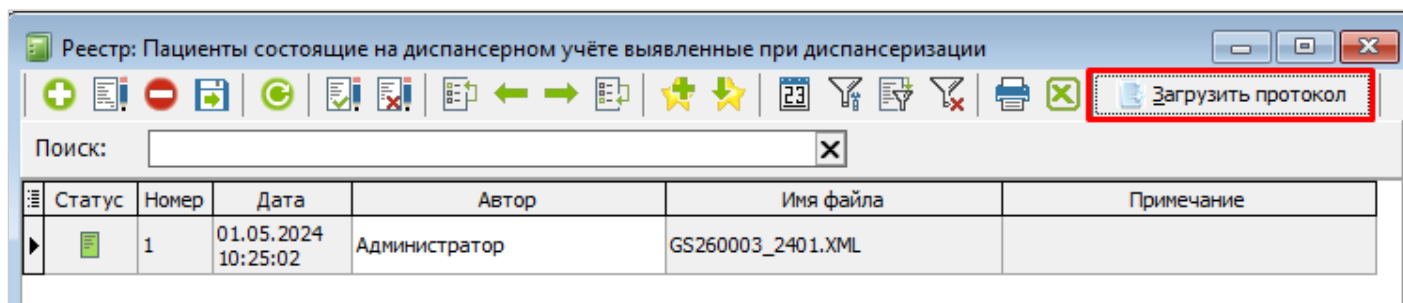 Реестр: Пациенты состоящие на диспансерном учёте выявленные при диспансеризации
23
Загрузить протокол
Поиск:
Статус Номер Дата Автор Имя файла Примечание
1 01.05.2024 10:25:02 Администратор GS260003_2401.XML